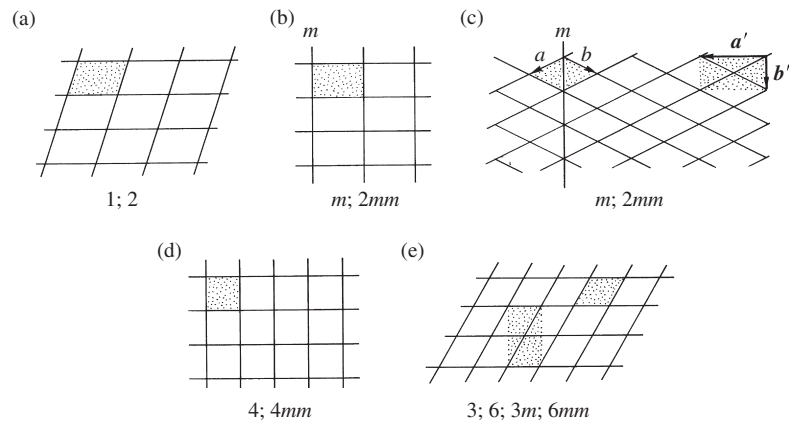 (a)
(b)
(c)
m
m
a
b
a′
b′
1; 2
m; 2mm
m; 2mm
(d)
(e)
4; 4mm
3; 6; 3m; 6mm